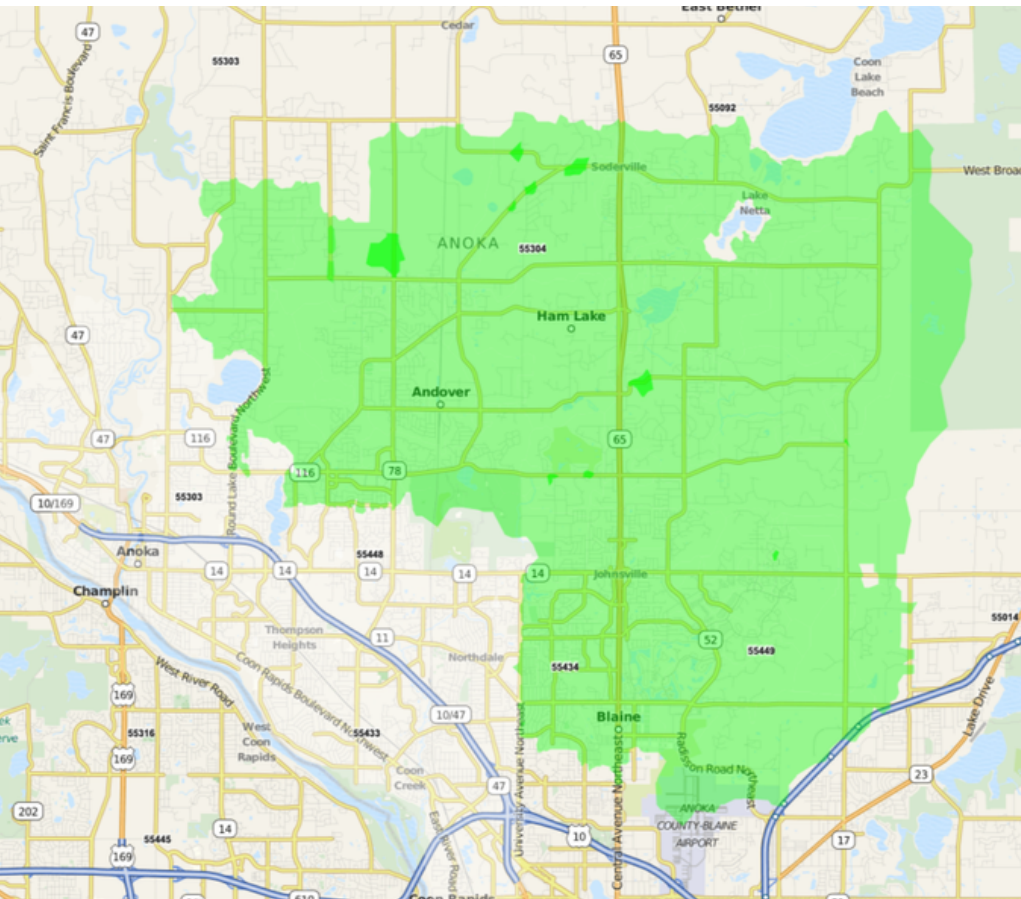 East Bethel
47
Cedar
65
55303
Coon
Lake
Beach
Saint Francis Boulevard
55092
Soderville
West Broa
Lake
Netta
ANOKA
55304
Ham Lake
47
Andover
Round Lake Boulevard Northwest
47
116
65
116
78
10/169
55303
Anoka
55448
14
14
14
14
14
Johnsville
Champlin
55014
Thompson
Heights
11
52
55449
Northdale
55434
West River Road
Coon Rapids Boulevard Northwest
169
10/47
Blaine
Lake Drive
55316
West
Coon
Rapids
55433
University Avenue Northeast
Central Avenue Northeast
Radisson Road Northeast
169
Coon
Creek
47
23
202
14
ANOKA
COUNTY-BLAINE
AIRPORT
10
17
55445
169
East River Road
610
Coon Rapids